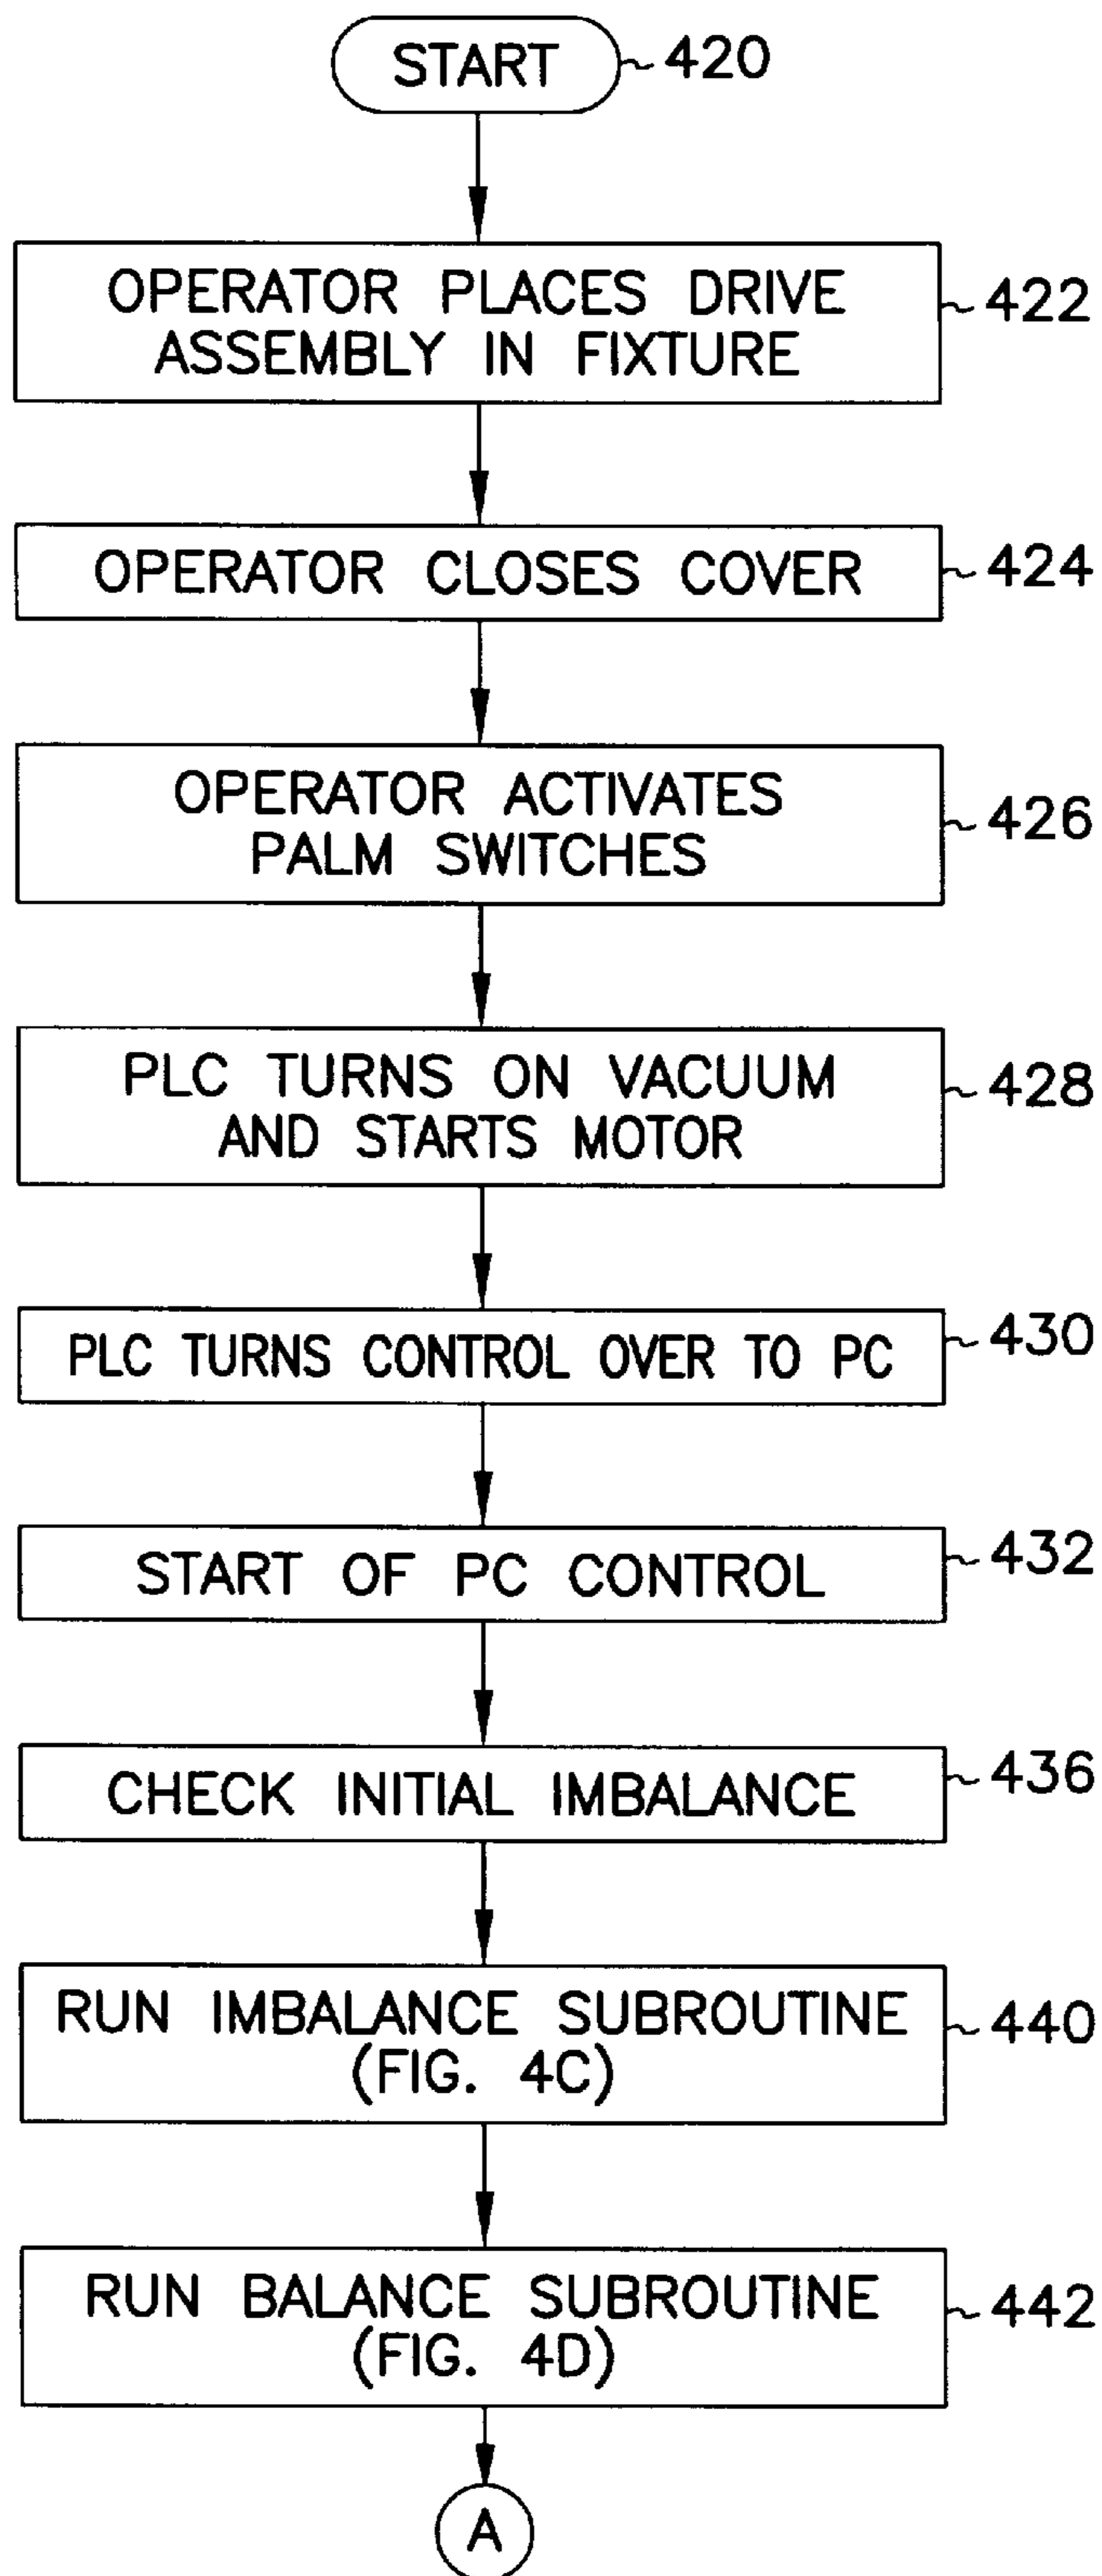 START 420
OPERATOR PLACES DRIVE
ASSEMBLY IN FIXTURE 422
OPERATOR CLOSES COVER 424
OPERATOR ACTIVATES
PALM SWITCHES 426
PLC TURNS ON VACUUM
AND STARTS MOTOR 428
PLC TURNS CONTROL OVER TO PC 430
START OF PC CONTROL 432
CHECK INITIAL IMBALANCE 436
RUN IMBALANCE SUBROUTINE
(FIG. 4C) 440
RUN BALANCE SUBROUTINE
(FIG. 4D) 442
A